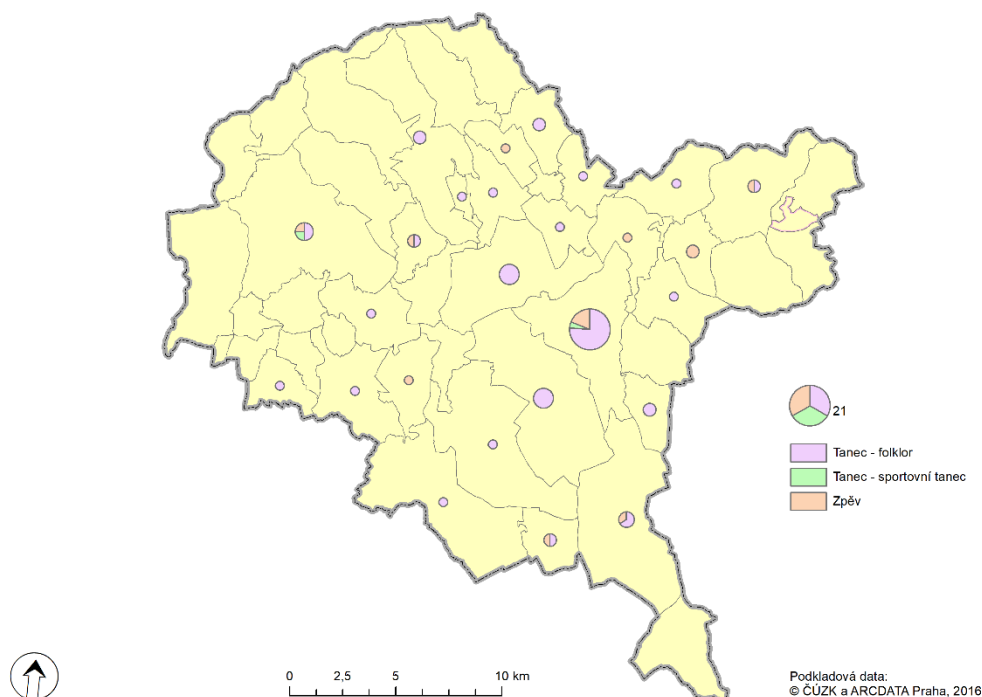 21
Tanec - folklor
Tanec - sportovní tanec
Zpěv
0 2,5 5 10 km
Podkladová data:
© ČÚZK a ARCDATA Praha, 2016